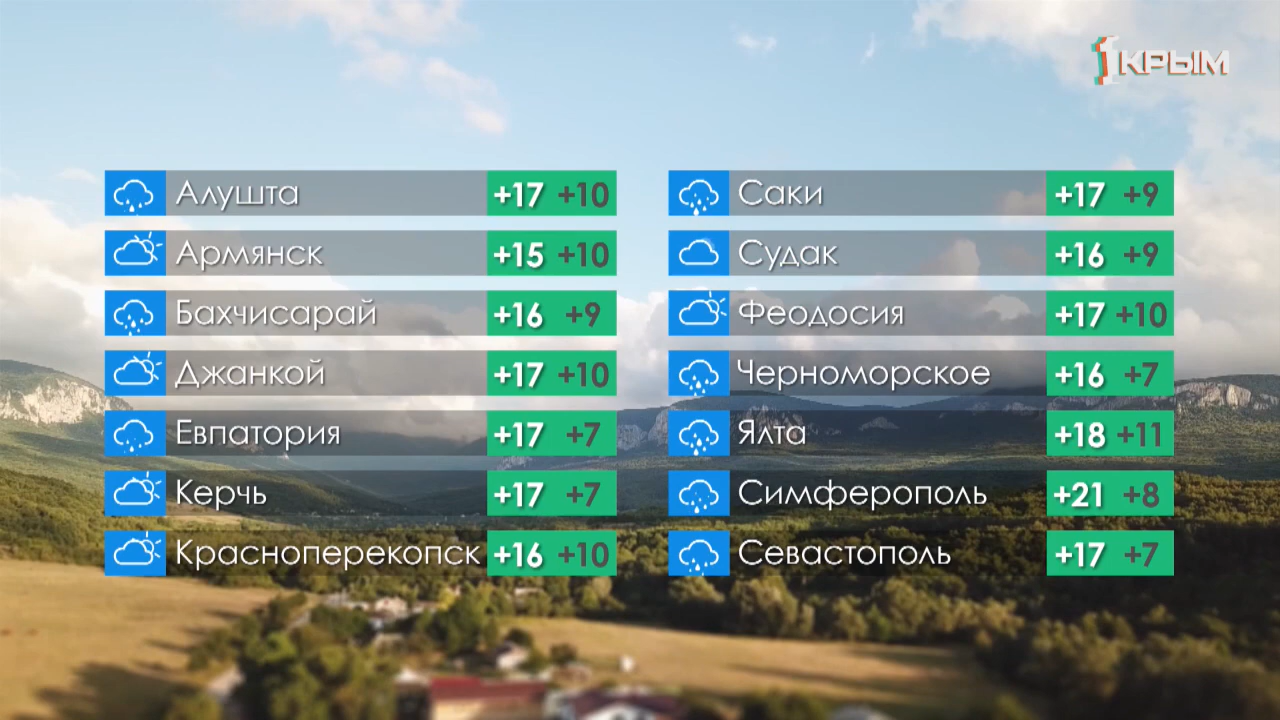 1 КРЫМ
Алушта +17 +10
Армянск +15 +10
Бахчисарай +16 +9
Джанкой +17 +10
Евпатория +17 +7
Керчь +17 +7
Красноперекопск +16 +10
Саки +17 +9
Судак +16 +9
Феодосия +17 +10
Черноморское +16 +7
Ялта +18 +11
Симферополь +21 +8
Севастополь +17 +7